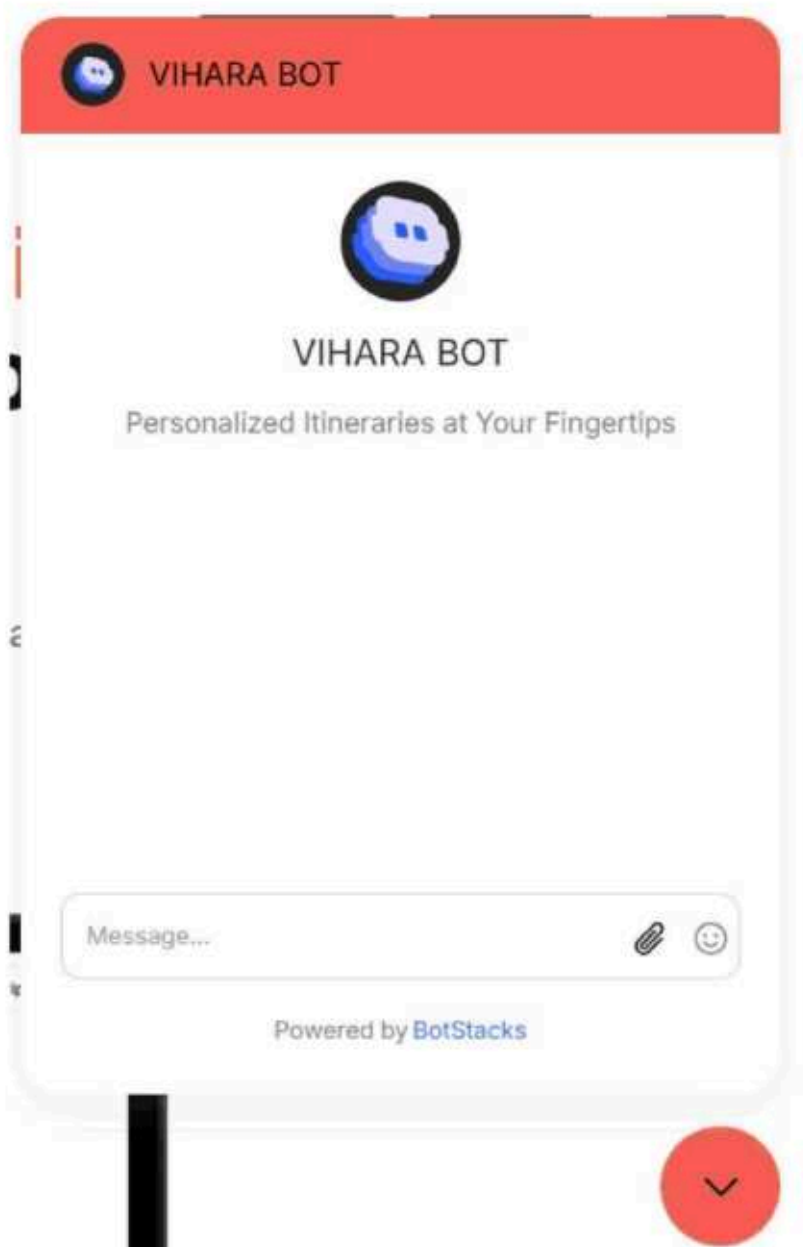 VIHARA BOT
VIHARA BOT
Personalized Itineraries at Your Fingertips
Message...
Powered by BotStacks